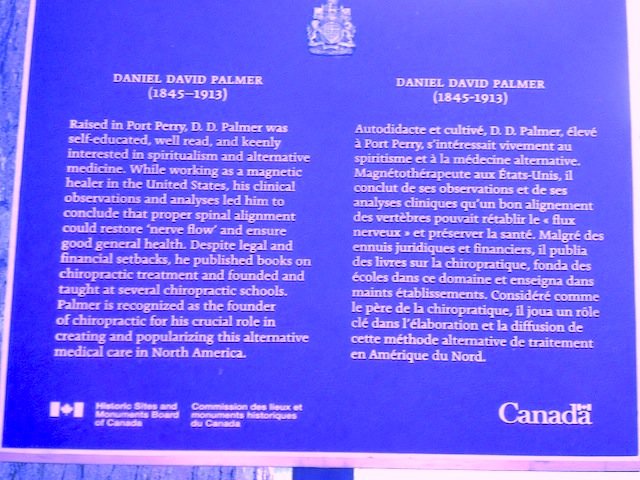 DANIEL DAVID PALMER
(1845–1913)
Raised in Port Perry, D. D. Palmer was
self-educated, well read, and keenly
interested in spiritualism and alternative
medicine. While working as a magnetic
healer in the United States, his clinical
observations and analyses led him to
conclude that proper spinal alignment
could restore ‘nerve flow’ and ensure
good general health. Despite legal and
financial setbacks, he published books on
chiropractic treatment and founded and
taught at several chiropractic schools.
Palmer is recognized as the founder
of chiropractic for his crucial role in
creating and popularizing this alternative
medical care in North America.
DANIEL DAVID PALMER
(1845-1913)
Autodidacte et cultivé, D. D. Palmer, élevé
à Port Perry, s’intéressait vivement au
spiritisme et à la médecine alternative.
Magnétothérapeute aux États-Unis, il
conclut de ses observations et de ses
analyses cliniques qu’un bon alignement
des vertèbres pouvait rétablir le « flux
nerveux » et préserver la santé. Malgré des
ennuis juridiques et financiers, il publia
des livres sur la chiropratique, fonda des
écoles dans ce domaine et enseigna dans
maints établissements. Considéré comme
le père de la chiropratique, il joua un rôle
clé dans l’élaboration et la diffusion de
cette méthode alternative de traitement
en Amérique du Nord.
Historic Sites and
Monuments Board
of Canada
Commission des lieux et
monuments historiques
du Canada
Canada